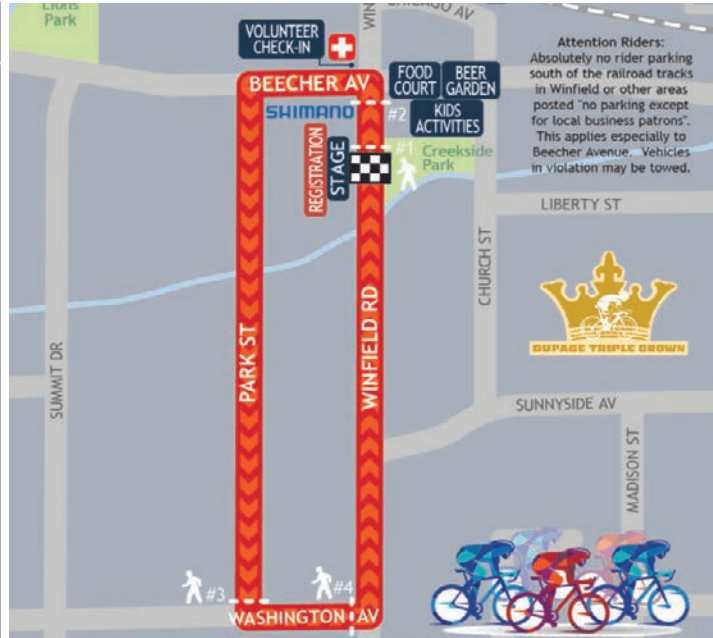 Lions
Park
WIN
CHICAGO AV
VOLUNTEER
CHECK-IN
BEECHER AV
FOOD
COURT
BEER
GARDEN
KIDS
ACTIVITIES
SHIMANO
#2
#1
Creekside
Park
REGISTRATION
STAGE
Attention Riders:
Absolutely no rider parking
south of the railroad tracks
in Winfield or other areas
posted "no parking except
for local business patrons".
This applies especially to
Beecher Avenue. Vehicles
in violation may be towed.
LIBERTY ST
CHURCH ST
DUPAGE TRIPLE CROWN
PARK ST
WINFIELD RD
SUMMIT DR
SUNNYSIDE AV
MADISON ST
#3
#4
WASHINGTON AV